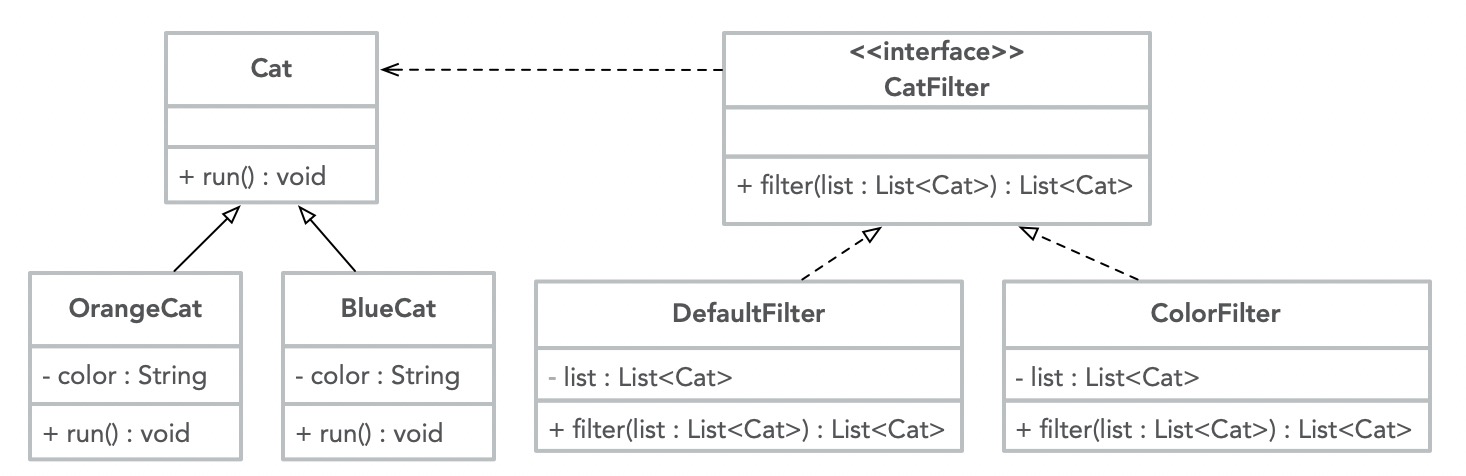 Cat
+ run() : void
<<interface>>
CatFilter
+ filter(list : List<Cat>) : List<Cat>
OrangeCat
- color : String
+ run() : void
BlueCat
- color : String
+ run() : void
DefaultFilter
- list : List<Cat>
+ filter(list : List<Cat>) : List<Cat>
ColorFilter
- list : List<Cat>
+ filter(list : List<Cat>) : List<Cat>